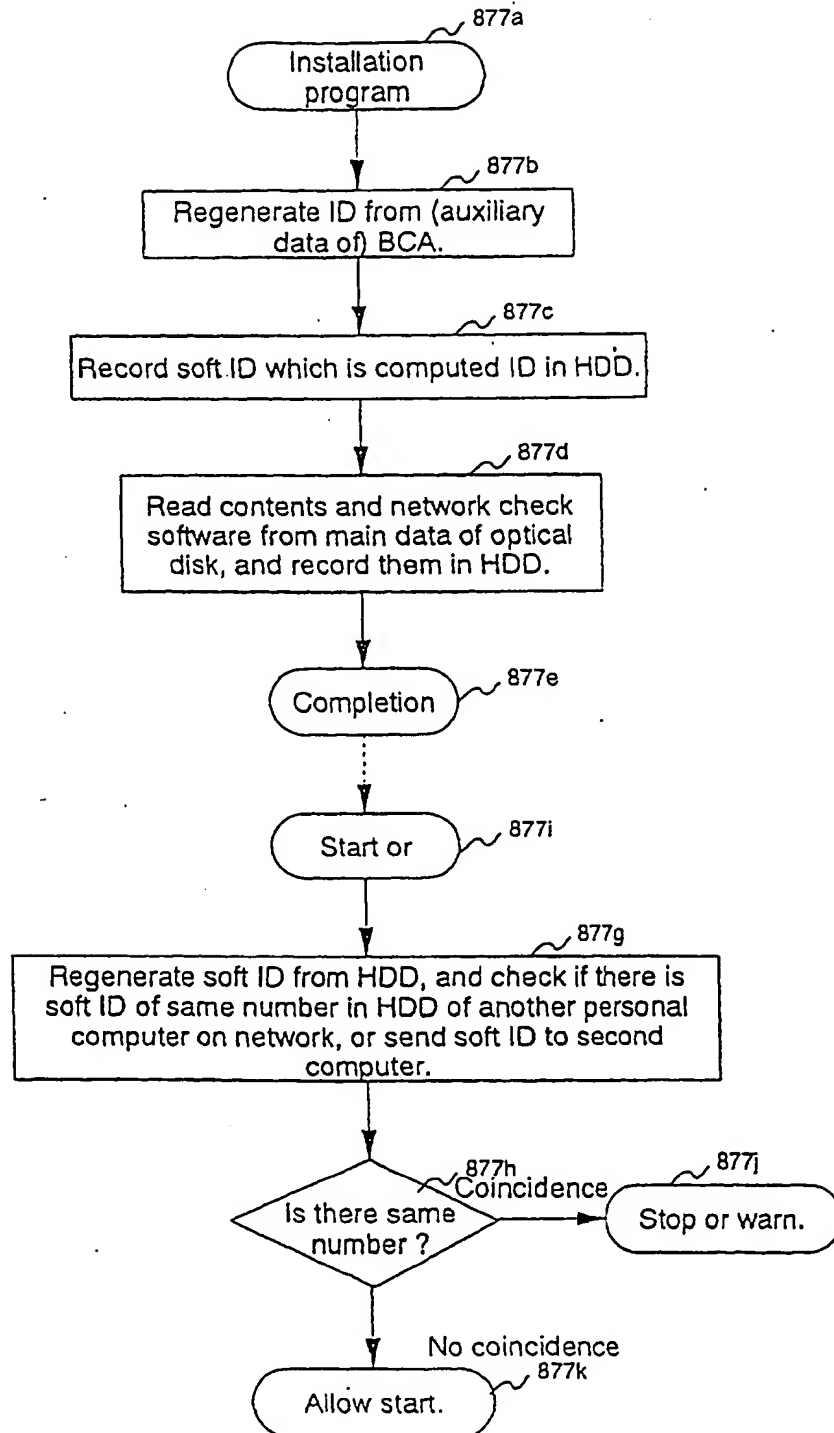 877a
Installation
program
877b
Regenerate ID from (auxiliary
data of) BCA.
877c
Record soft ID which is computed ID in HDD.
877d
Read contents and network check
software from main data of optical
disk, and record them in HDD.
877e
Completion
877i
Start or
877g
Regenerate soft ID from HDD, and check if there is
soft ID of same number in HDD of another personal
computer on network, or send soft ID to second
computer.
877h
Coincidence
Is there same
number ?
877j
Stop or warn.
No coincidence
877k
Allow start.